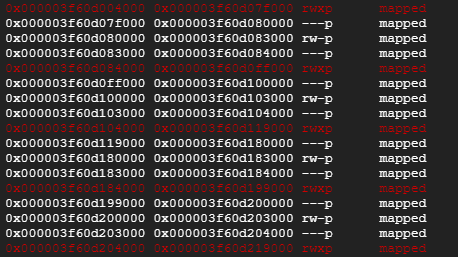 0x000003f60d004000 0x000003f60d07f000 rwxp mapped
0x000003f60d07f000 0x000003f60d080000 ---p mapped
0x000003f60d080000 0x000003f60d083000 rw-p mapped
0x000003f60d083000 0x000003f60d084000 ---p mapped
0x000003f60d084000 0x000003f60d0ff000 rwxp mapped
0x000003f60d0ff000 0x000003f60d100000 ---p mapped
0x000003f60d100000 0x000003f60d103000 rw-p mapped
0x000003f60d103000 0x000003f60d104000 ---p mapped
0x000003f60d104000 0x000003f60d119000 rwxp mapped
0x000003f60d119000 0x000003f60d180000 ---p mapped
0x000003f60d180000 0x000003f60d183000 rw-p mapped
0x000003f60d183000 0x000003f60d184000 ---p mapped
0x000003f60d184000 0x000003f60d199000 rwxp mapped
0x000003f60d199000 0x000003f60d200000 ---p mapped
0x000003f60d200000 0x000003f60d203000 rw-p mapped
0x000003f60d203000 0x000003f60d204000 ---p mapped
0x000003f60d204000 0x000003f60d219000 rwxp mapped